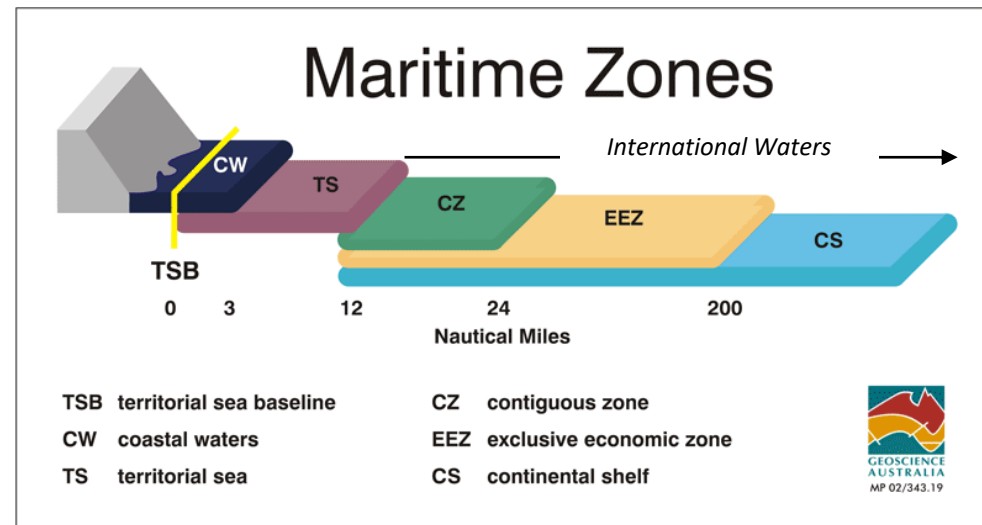 Maritime Zones
International Waters
CW
TS
CZ
EEZ
CS
TSB
0 3 12 24 200
Nautical Miles
TSB territorial sea baseline
CW coastal waters
TS territorial sea
CZ contiguous zone
EEZ exclusive economic zone
CS continental shelf
GEOSCIENCE
AUSTRALIA
MP 02/343.19